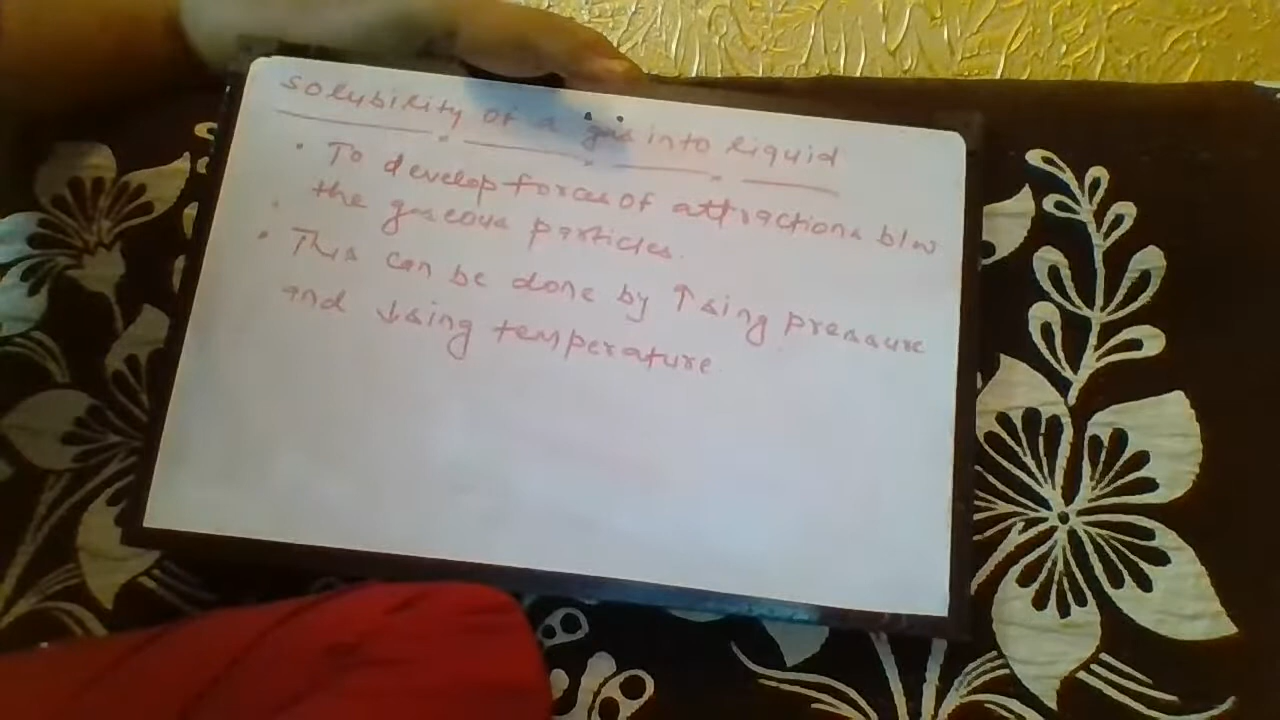 Solubility of a gas into liquid
• To develop forces of attractions b/w
the gaseous particles.
• This can be done by ↑sing pressure
and ↓sing temperature.